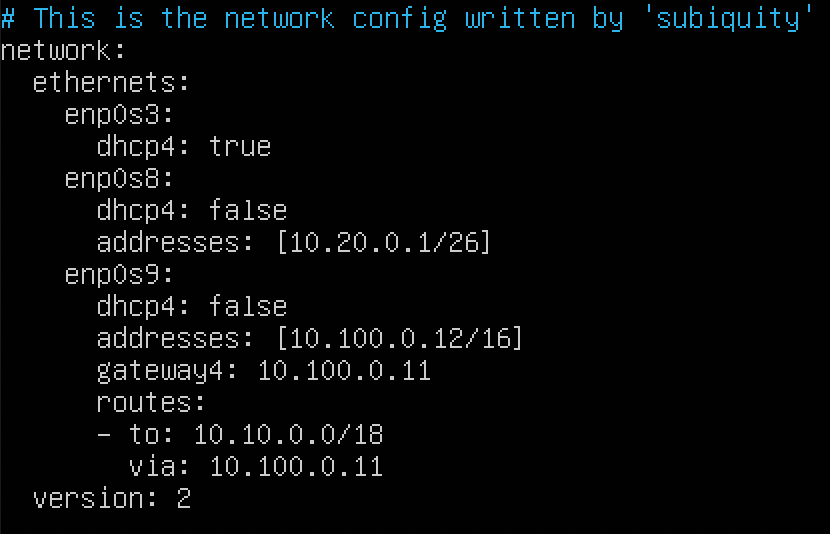 # This is the network config written by 'subiquity'
network:
  ethernets:
    enp0s3:
      dhcp4: true
    enp0s8:
      dhcp4: false
      addresses: [10.20.0.1/26]
    enp0s9:
      dhcp4: false
      addresses: [10.100.0.12/16]
      gateway4: 10.100.0.11
      routes:
      - to: 10.10.0.0/18
        via: 10.100.0.11
  version: 2